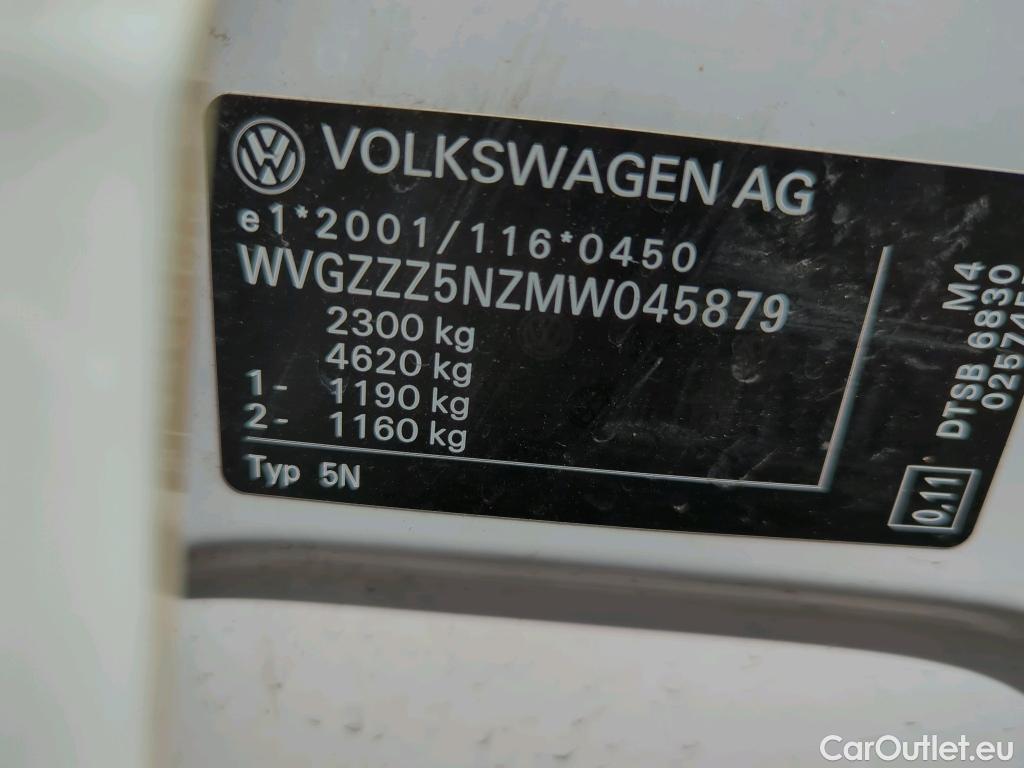 VOLKSWAGEN AG
e1*2001/116*0450
WVGZZZ5NZMW045879
2300 kg
4620 kg
1- 1190 kg
2- 1160 kg
Typ 5N
M4
DTSB 6830
0,11
CarOutlet.eu